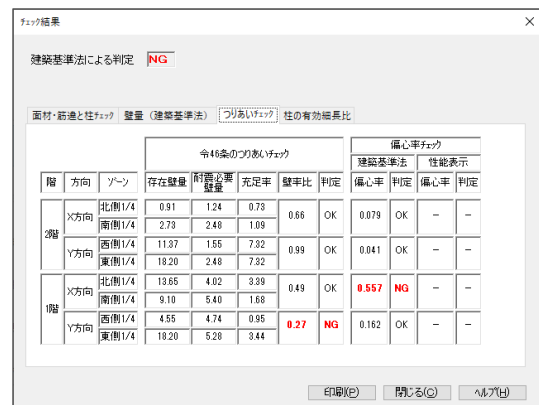 チェック結果
建築基準法による判定 NG
面材・筋違と柱チェック 壁量（建築基準法） つりあいチェック 柱の有効細長比
令46条のつりあいチェック 偏心率チェック
建築基準法 性能表示
階 方向 ゾーン 存在壁量 耐震必要壁量 充足率 壁率比 判定 偏心率 判定 偏心率 判定
2階 X方向 北側1/4 0.91 1.24 0.73 0.66 OK 0.079 OK － －
南側1/4 2.73 2.48 1.09
Y方向 西側1/4 11.37 1.55 7.32 0.99 OK 0.041 OK － －
東側1/4 18.20 2.48 7.32
1階 X方向 北側1/4 13.65 4.02 3.39 0.49 OK 0.557 NG － －
南側1/4 9.10 5.40 1.68
Y方向 西側1/4 4.55 4.74 0.95 0.27 NG 0.162 OK － －
東側1/4 18.20 5.28 3.44
印刷(P) 閉じる(C) ヘルプ(H)